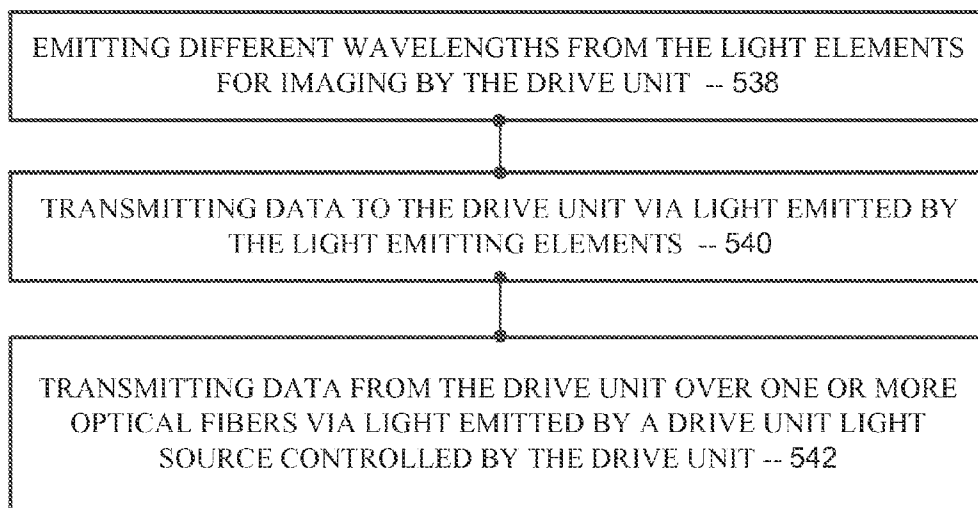 EMITTING DIFFERENT WAVELENGTHS FROM THE LIGHT ELEMENTS
FOR IMAGING BY THE DRIVE UNIT -- 538
TRANSMITTING DATA TO THE DRIVE UNIT VIA LIGHT EMITTED BY
THE LIGHT EMITTING ELEMENTS -- 540
TRANSMITTING DATA FROM THE DRIVE UNIT OVER ONE OR MORE
OPTICAL FIBERS VIA LIGHT EMITTED BY A DRIVE UNIT LIGHT
SOURCE CONTROLLED BY THE DRIVE UNIT -- 542